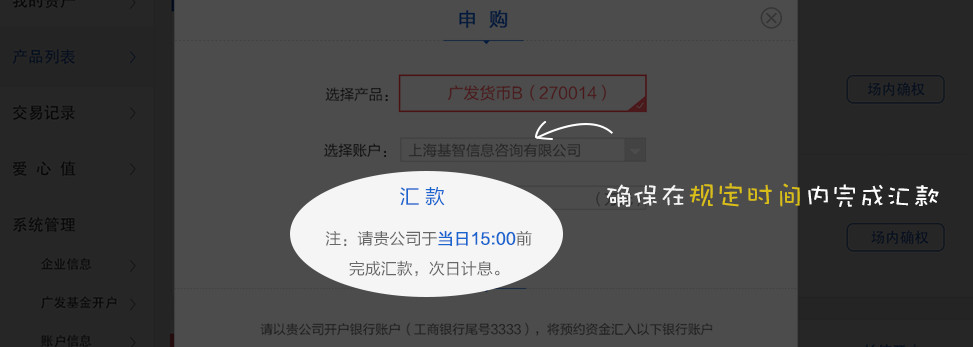 我的资产
申 购
产品列表
选择产品：
广发货币B（270014）
场内确权
交易记录
选择账户：
上海基智信息咨询有限公司
爱 心 值
汇 款
确保在规定时间内完成汇款
系统管理
注：请贵公司于当日15:00前
完成汇款，次日计息。
场内确权
企业信息
广发基金开户
请以贵公司开户银行账户（工商银行尾号3333），将预约资金汇入以下银行账户
账户信息